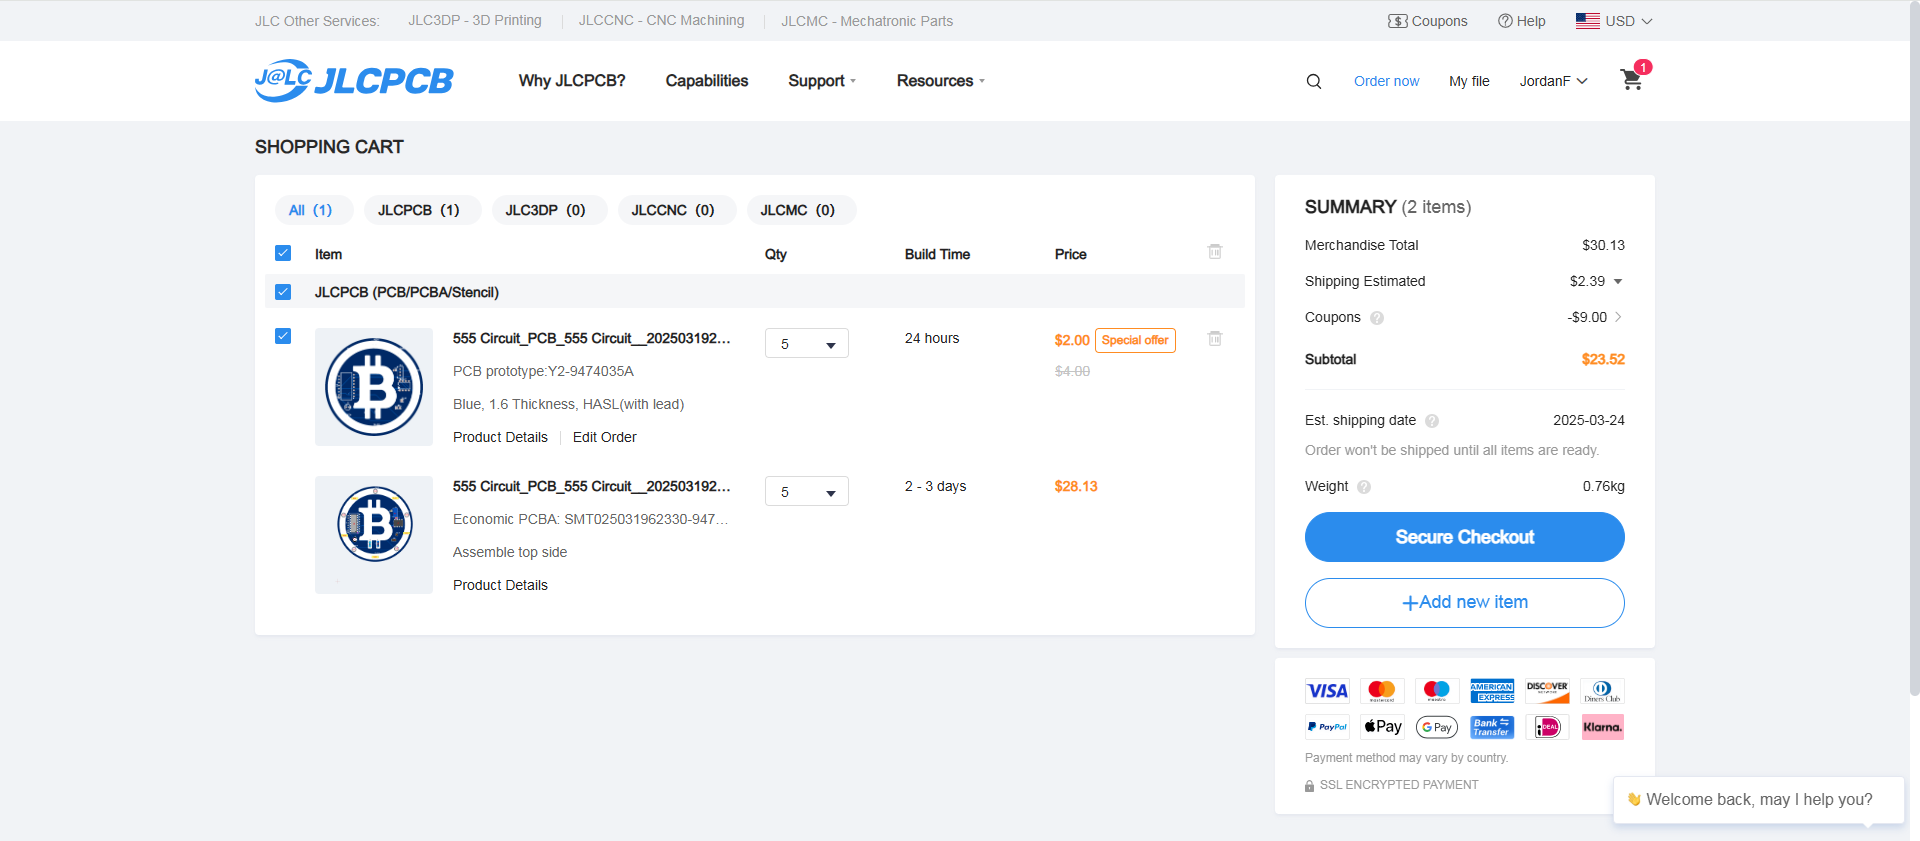 JLC Other Services: JLC3DP - 3D Printing JLCCNC - CNC Machining JLCMC - Mechatronic Parts Coupons Help USD
J@LC JLCPCB Why JLCPCB? Capabilities Support Resources Order now My file JordanF 1
SHOPPING CART
All (1) JLCPCB (1) JLC3DP (0) JLCCNC (0) JLCMC (0)
Item Qty Build Time Price
JLCPCB (PCB/PCBA/Stencil)
555 Circuit_PCB_555 Circuit__202503192... 5 24 hours $2.00 Special offer
PCB prototype:Y2-9474035A $4.00
Blue, 1.6 Thickness, HASL(with lead)
Product Details Edit Order
555 Circuit_PCB_555 Circuit__202503192... 5 2 - 3 days $28.13
Economic PCBA: SMT025031962330-947...
Assemble top side
Product Details
SUMMARY (2 items)
Merchandise Total $30.13
Shipping Estimated $2.39
Coupons -$9.00
Subtotal $23.52
Est. shipping date 2025-03-24
Order won't be shipped until all items are ready.
Weight 0.76kg
Secure Checkout
+Add new item
VISA mastercard maestro AMERICAN EXPRESS DISCOVER NETWORK Diners Club
PayPal Pay G Pay Bank Transfer iDEAL Klarna.
Payment method may vary by country.
SSL ENCRYPTED PAYMENT
👋 Welcome back, may I help you?